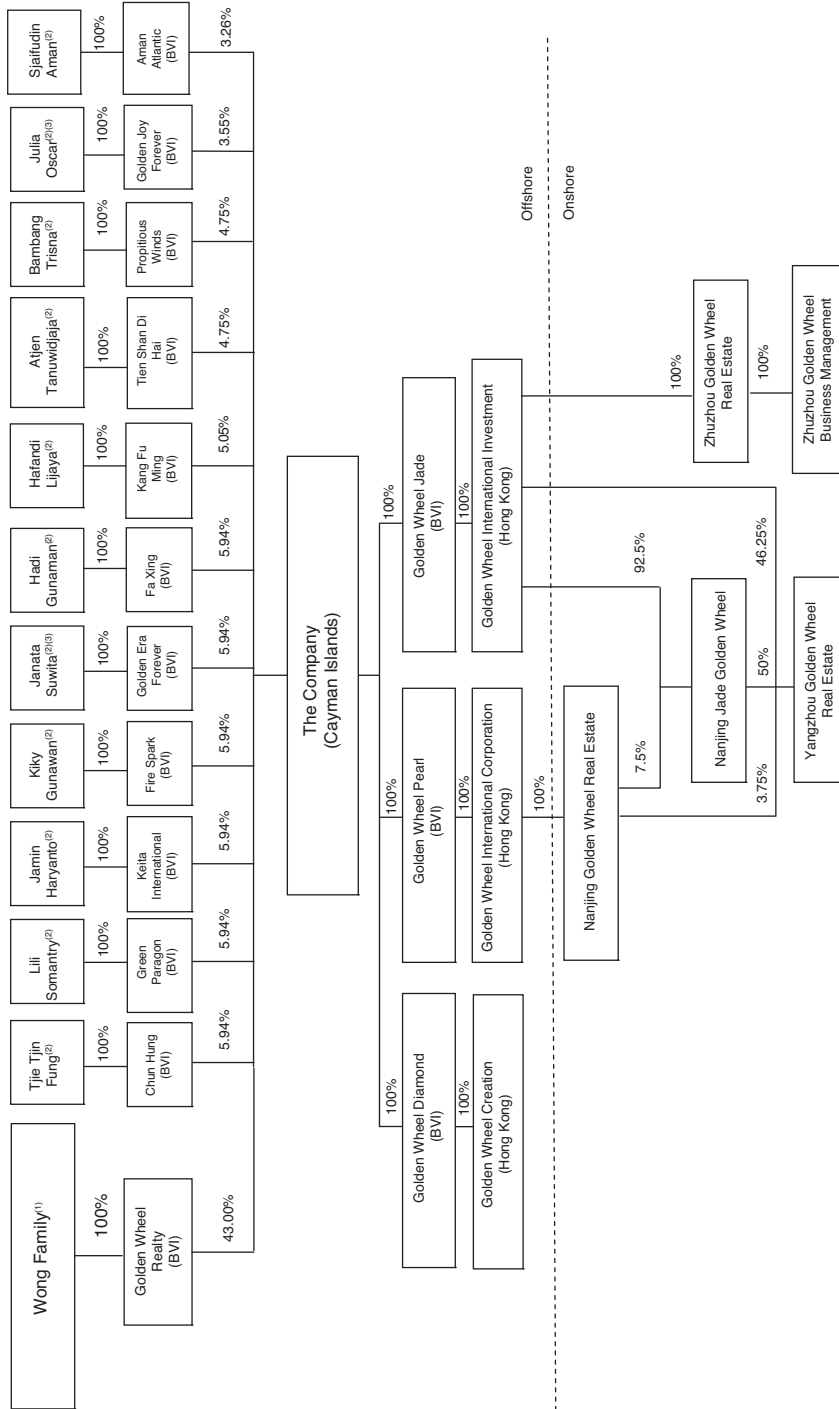 Wong Family(1)
Tjie Tjin
Fung(2)
Lili
Somantry(2)
Jamin
Haryanto(2)
Kiky
Gunawan(2)
Janata
Suwita(2)(3)
Hadi
Gunaman(2)
Hafandi
Lijaya(2)
Atjen
Tanuwidjaja(2)
Bambang
Trisna(2)
Julia
Oscar(2)(3)
Sjaifudin
Aman(2)
100%
100%
100%
100%
100%
100%
100%
100%
100%
100%
100%
100%
Golden Wheel
Realty
(BVI)
Chun Hung
(BVI)
Green
Paragon
(BVI)
Keita
International
(BVI)
Fire Spark
(BVI)
Golden Era
Forever
(BVI)
Fa Xing
(BVI)
Kang Fu
Ming
(BVI)
Tien Shan Di
Hai
(BVI)
Propitious
Winds
(BVI)
Golden Joy
Forever
(BVI)
Aman
Atlantic
(BVI)
43.00%
5.94%
5.94%
5.94%
5.94%
5.94%
5.94%
5.05%
4.75%
4.75%
3.55%
3.26%
The Company
(Cayman Islands)
100%
100%
100%
Golden Wheel Diamond
(BVI)
Golden Wheel Pearl
(BVI)
Golden Wheel Jade
(BVI)
100%
100%
100%
Golden Wheel Creation
(Hong Kong)
Golden Wheel International Corporation
(Hong Kong)
Golden Wheel International Investment
(Hong Kong)
Offshore
Onshore
100%
Nanjing Golden Wheel Real Estate
7.5%
92.5%
100%
Nanjing Jade Golden Wheel
Zhuzhou Golden Wheel
Real Estate
3.75%
50%
46.25%
100%
Yangzhou Golden Wheel
Real Estate
Zhuzhou Golden Wheel
Business Management